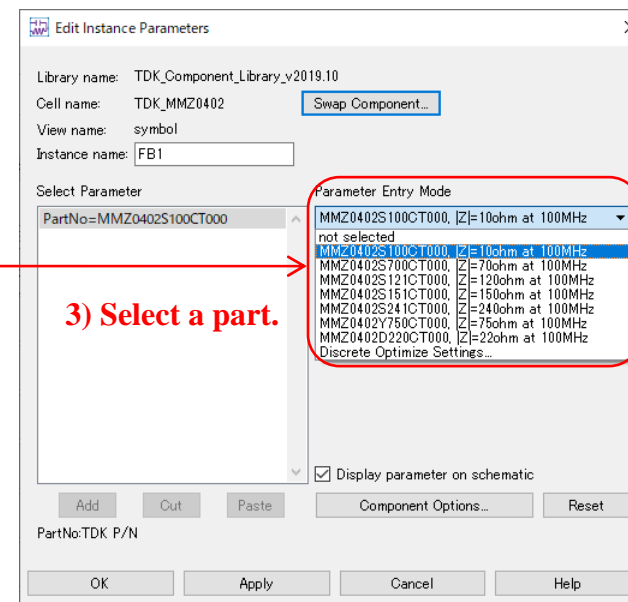 Edit Instance Parameters
Library name: TDK_Component_Library_v2019.10
Cell name: TDK_MMZ0402 Swap Component...
View name: symbol
Instance name: FB1
Select Parameter
PartNo=MMZ0402S100CT000
Parameter Entry Mode
MMZ0402S100CT000, |Z|=10ohm at 100MHz
not selected
MMZ0402S100CT000, |Z|=10ohm at 100MHz
MMZ0402S700CT000, |Z|=70ohm at 100MHz
MMZ0402S121CT000, |Z|=120ohm at 100MHz
MMZ0402S151CT000, |Z|=150ohm at 100MHz
MMZ0402S241CT000, |Z|=240ohm at 100MHz
MMZ0402Y750CT000, |Z|=75ohm at 100MHz
MMZ0402D220CT000, |Z|=22ohm at 100MHz
Discrete Optimize Settings...
3) Select a part.
Display parameter on schematic
Add Cut Paste Component Options... Reset
PartNo:TDK P/N
OK Apply Cancel Help